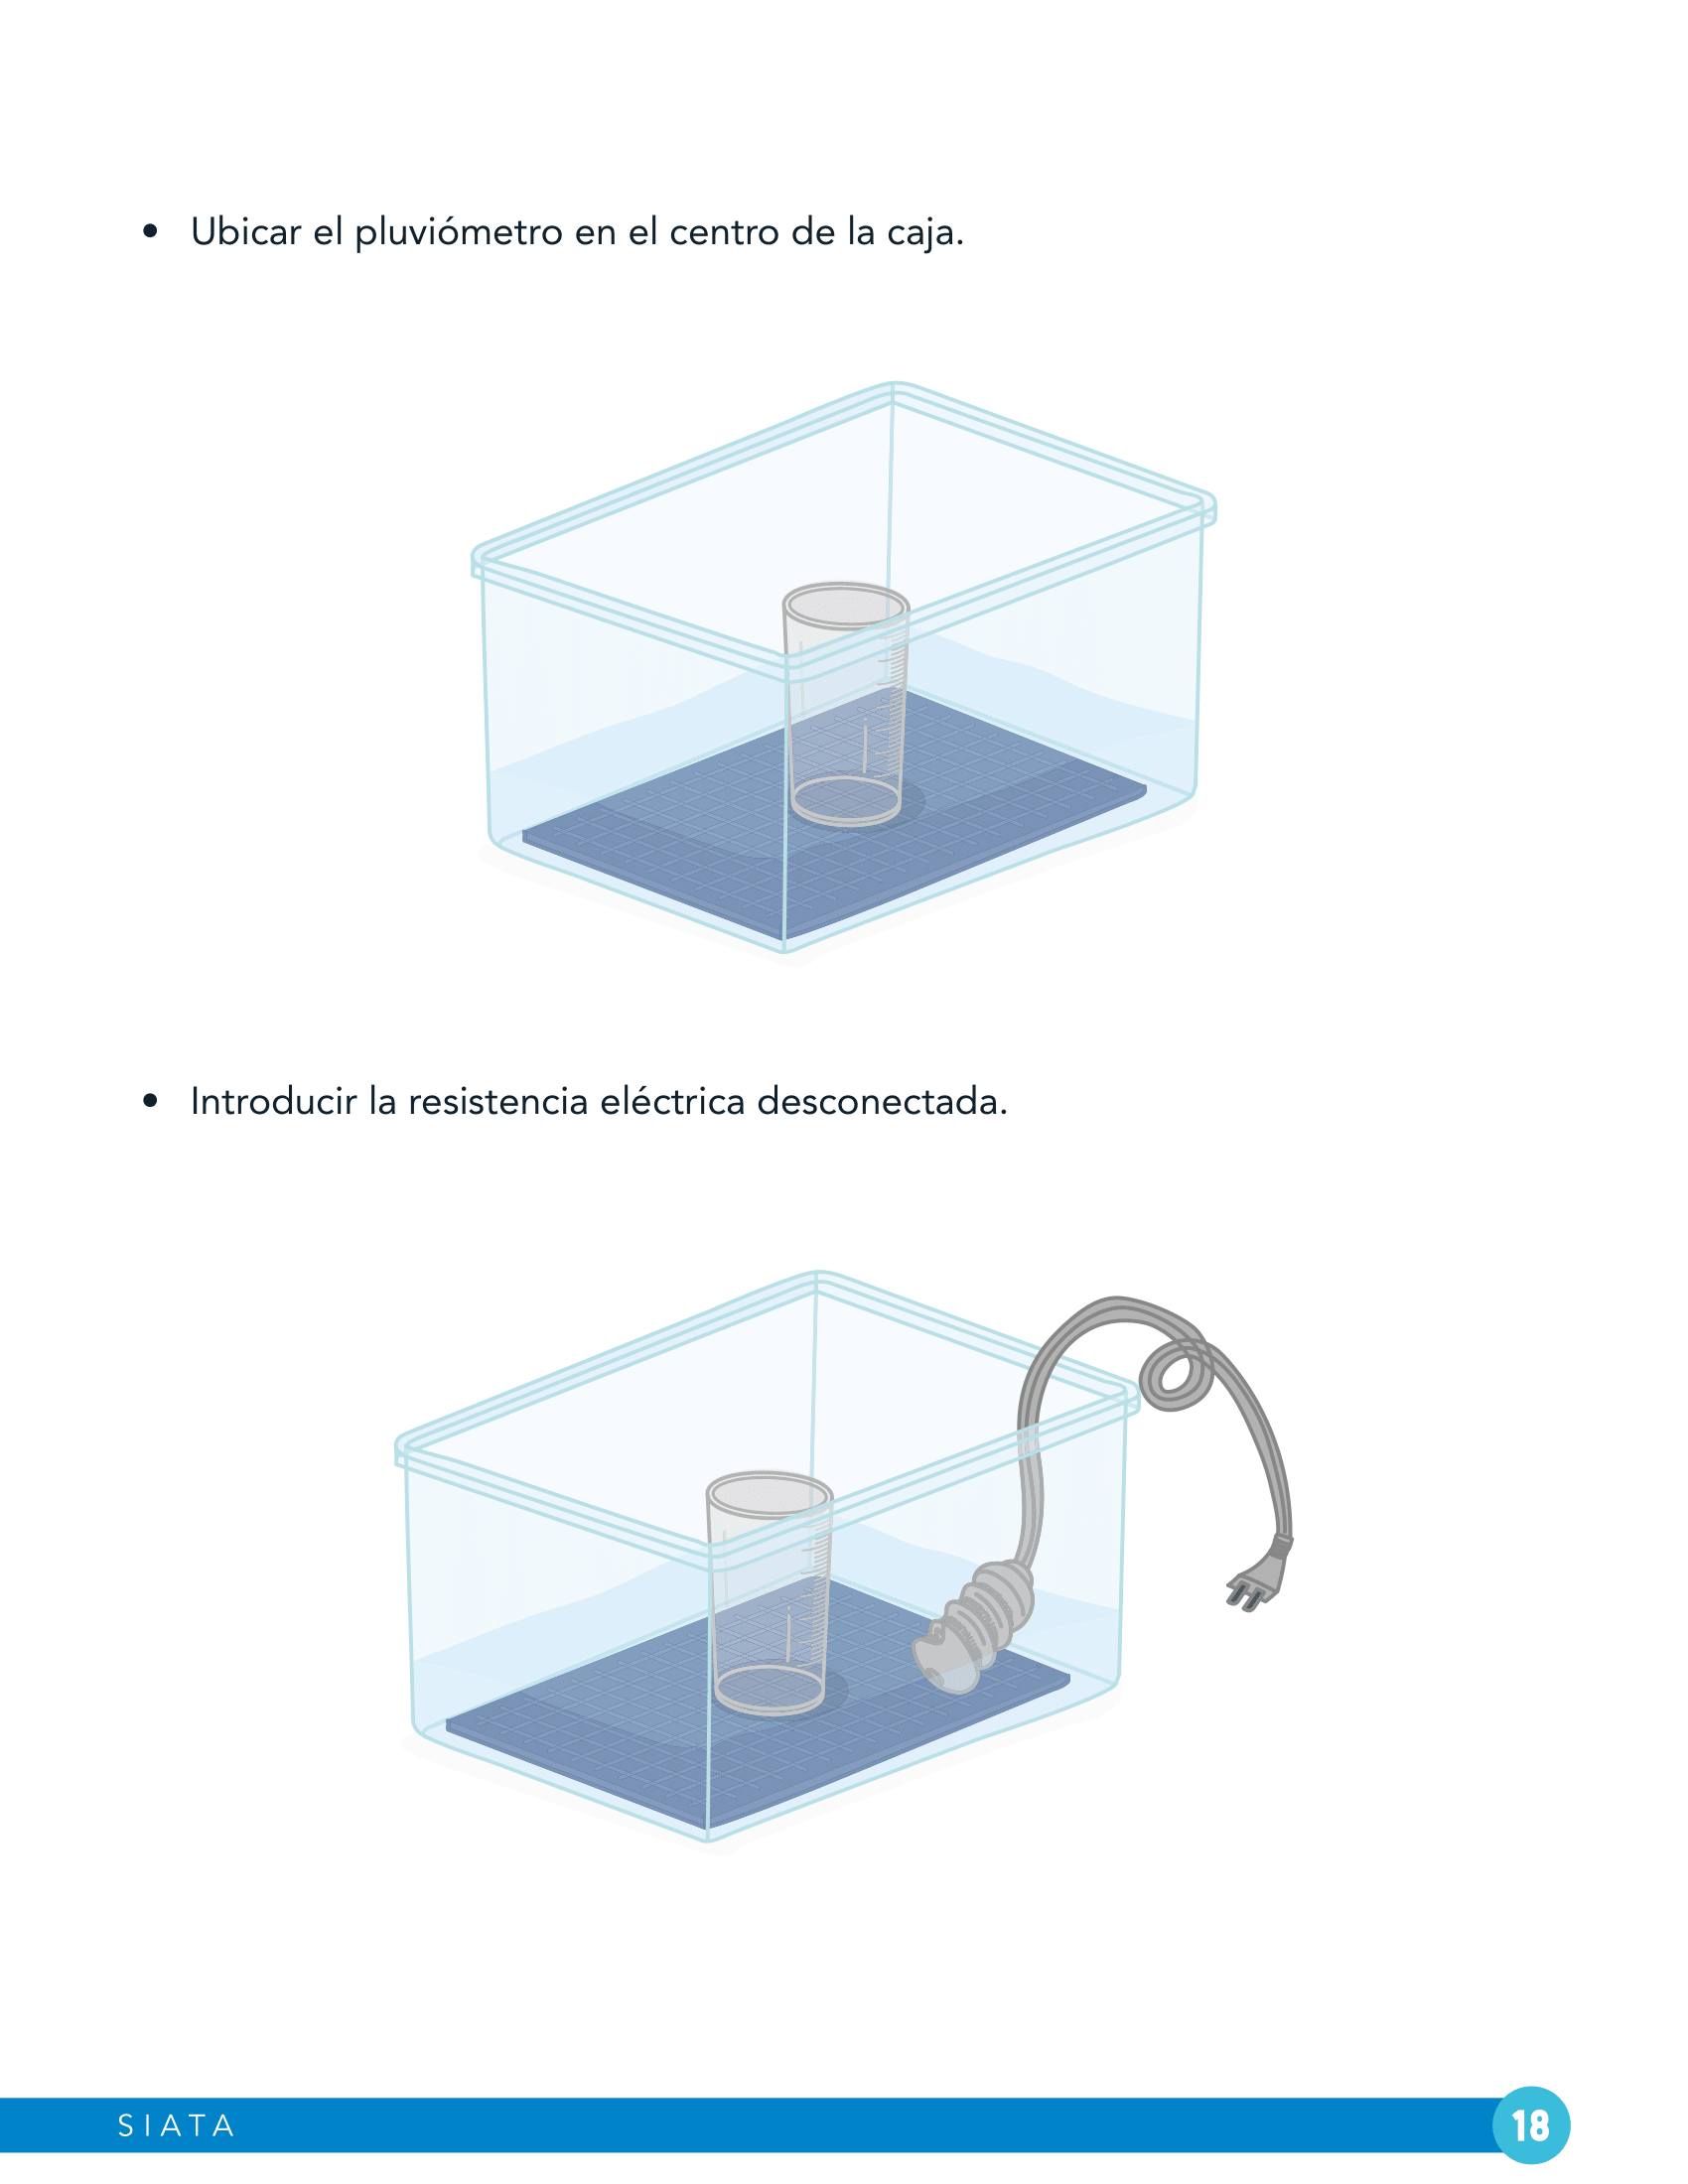 • Ubicar el pluviómetro en el centro de la caja.
• Introducir la resistencia eléctrica desconectada.
SIATA
18